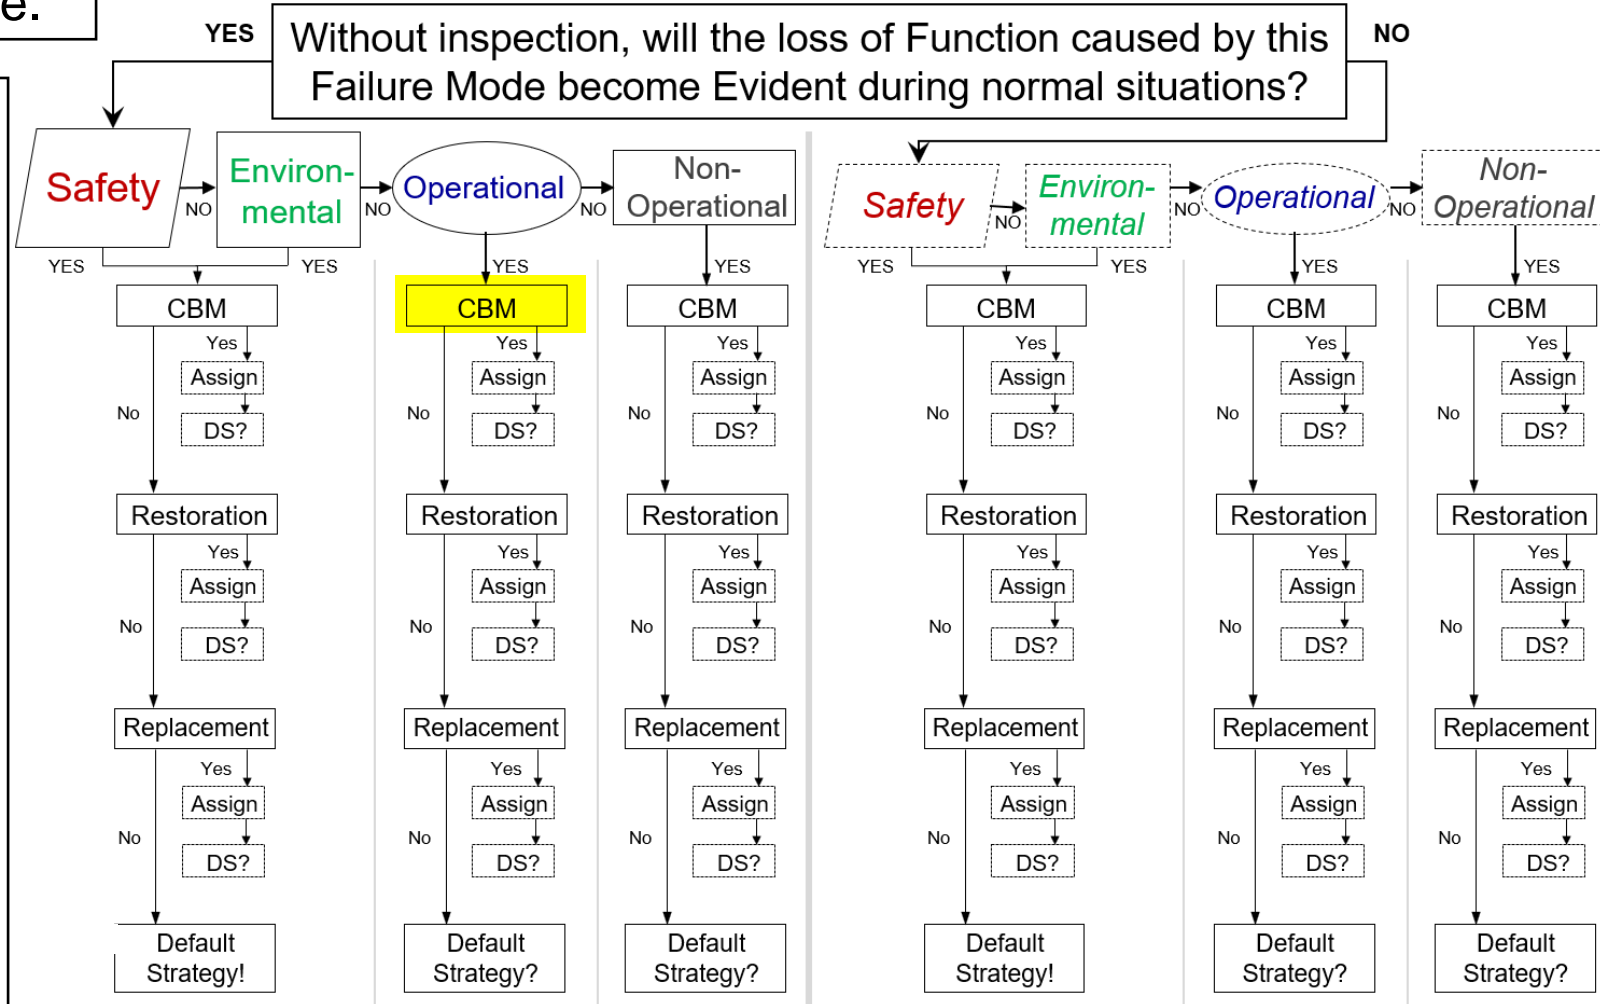 e.
YES
Without inspection, will the loss of Function caused by this
Failure Mode become Evident during normal situations?
NO
Safety
NO
Environ-
mental
NO
Operational
NO
Non-
Operational
Safety
NO
Environ-
mental
NO
Operational
NO
Non-
Operational
YES
YES
YES
YES
YES
YES
YES
YES
CBM
CBM
CBM
CBM
CBM
CBM
Yes
Yes
Yes
Yes
Yes
Yes
Assign
Assign
Assign
Assign
Assign
Assign
No
No
No
No
No
No
DS?
DS?
DS?
DS?
DS?
DS?
Restoration
Restoration
Restoration
Restoration
Restoration
Restoration
Yes
Yes
Yes
Yes
Yes
Yes
Assign
Assign
Assign
Assign
Assign
Assign
No
No
No
No
No
No
DS?
DS?
DS?
DS?
DS?
DS?
Replacement
Replacement
Replacement
Replacement
Replacement
Replacement
Yes
Yes
Yes
Yes
Yes
Yes
Assign
Assign
Assign
Assign
Assign
Assign
No
No
No
No
No
No
DS?
DS?
DS?
DS?
DS?
DS?
Default
Strategy!
Default
Strategy?
Default
Strategy?
Default
Strategy!
Default
Strategy?
Default
Strategy?